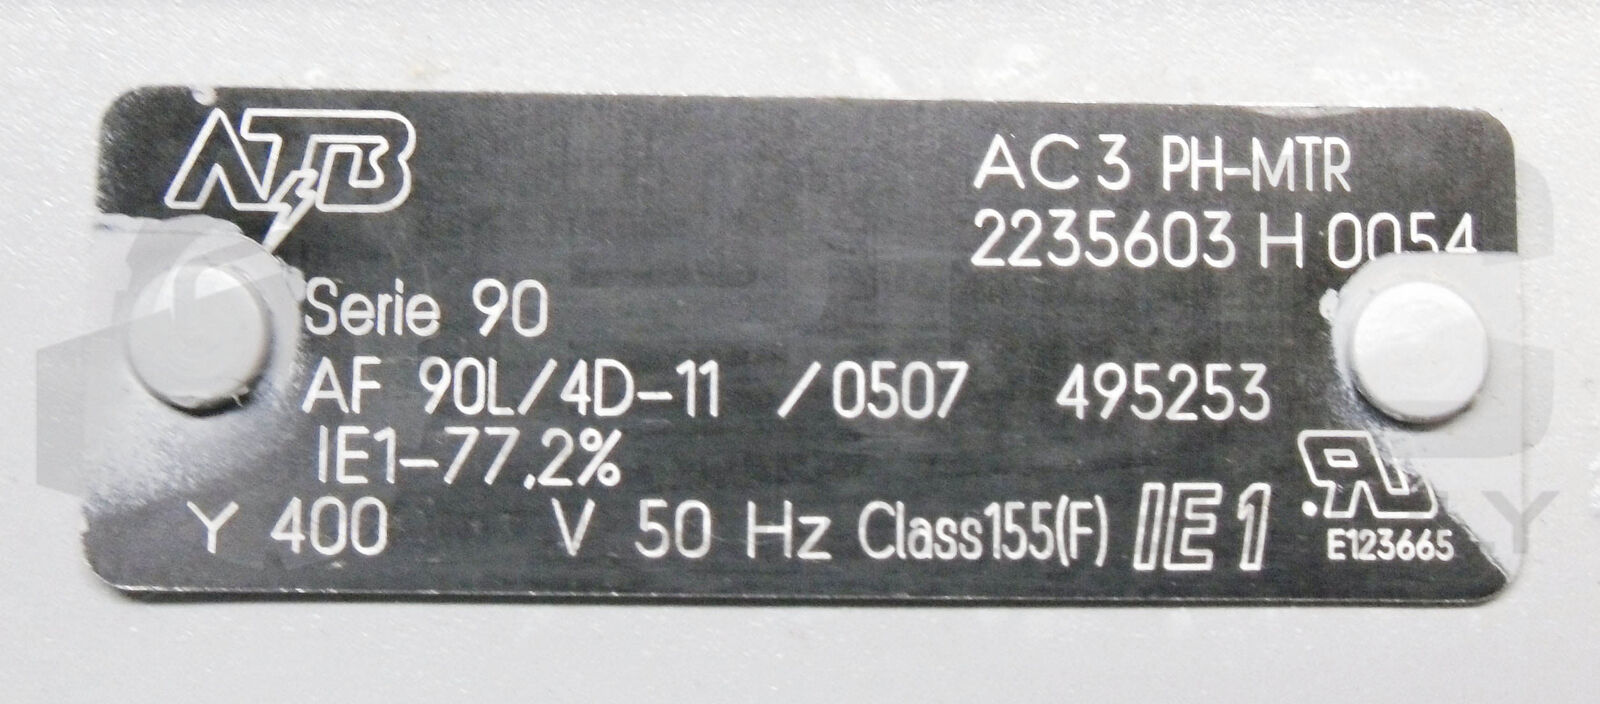 ATB
AC 3 PH-MTR
2235603 H 0054
Serie 90
AF 90L/4D-11 /0507 495253
IE1-77,2%
Y 400 V 50 Hz Class155(F) IE1
E123665